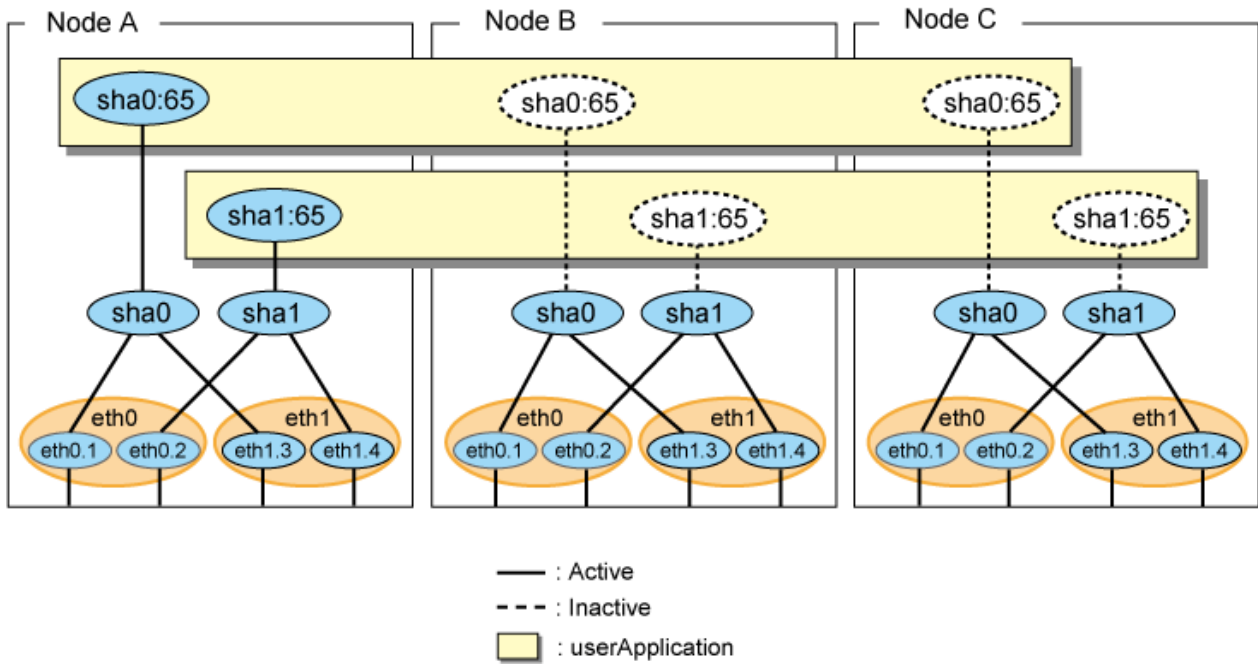 Node A
Node B
Node C
sha0:65
sha0:65
sha0:65
sha1:65
sha1:65
sha1:65
sha0
sha1
sha0
sha1
sha0
sha1
eth0
eth1
eth0
eth1
eth0
eth1
eth0.1
eth0.2
eth1.3
eth1.4
eth0.1
eth0.2
eth1.3
eth1.4
eth0.1
eth0.2
eth1.3
eth1.4
: Active
: Inactive
: userApplication